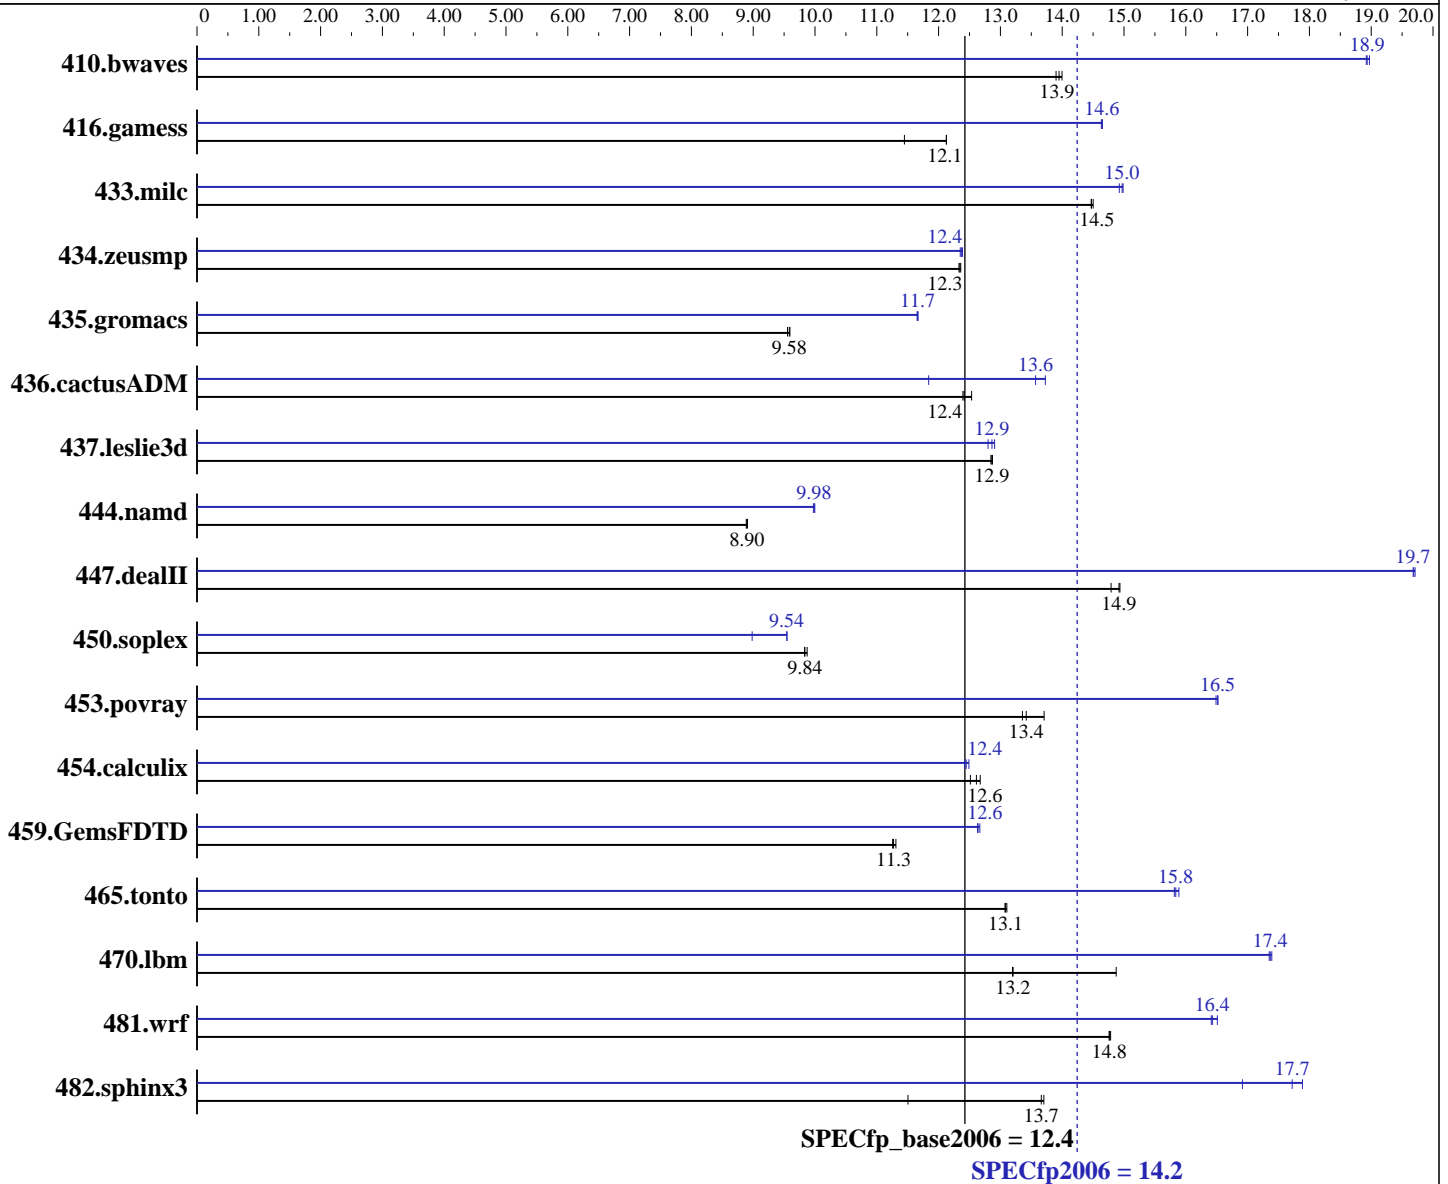 0 1.00 2.00 3.00 4.00 5.00 6.00 7.00 8.00 9.00 10.0 11.0 12.0 13.0 14.0 15.0 16.0 17.0 18.0 19.0 20.0
410.bwaves
18.9
13.9
416.gamess
14.6
12.1
433.milc
15.0
14.5
434.zeusmp
12.4
12.3
435.gromacs
11.7
9.58
436.cactusADM
13.6
12.4
437.leslie3d
12.9
12.9
444.namd
9.98
8.90
447.dealII
19.7
14.9
450.soplex
9.54
9.84
453.povray
16.5
13.4
454.calculix
12.4
12.6
459.GemsFDTD
12.6
11.3
465.tonto
15.8
13.1
470.lbm
17.4
13.2
481.wrf
16.4
14.8
482.sphinx3
17.7
13.7
SPECfp_base2006 = 12.4
SPECfp2006 = 14.2